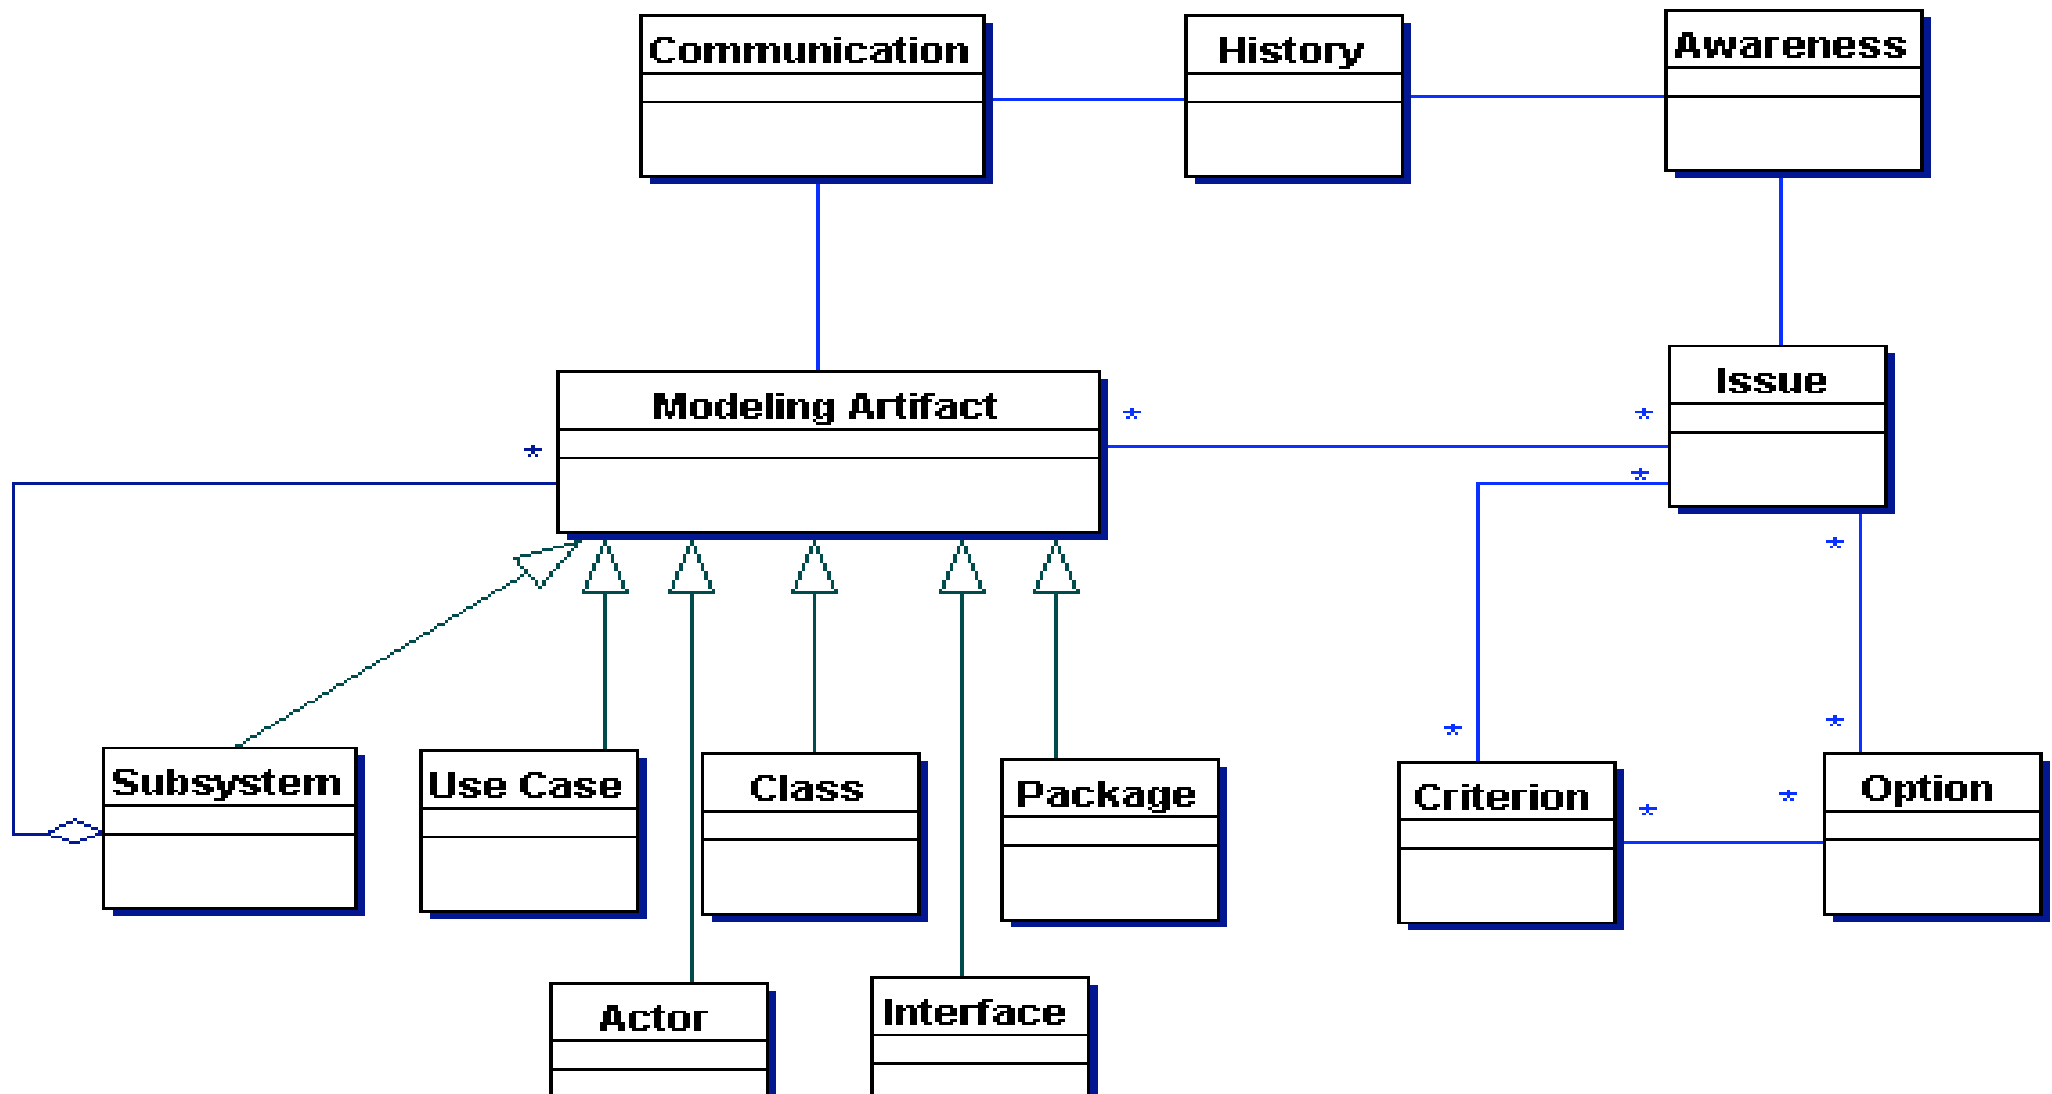 Communication
History
Awareness
Modeling Artifact
*
*
Issue
*
*
*
*
*
*
Subsystem
Use Case
Class
Package
Criterion
*
*
Option
Actor
Interface